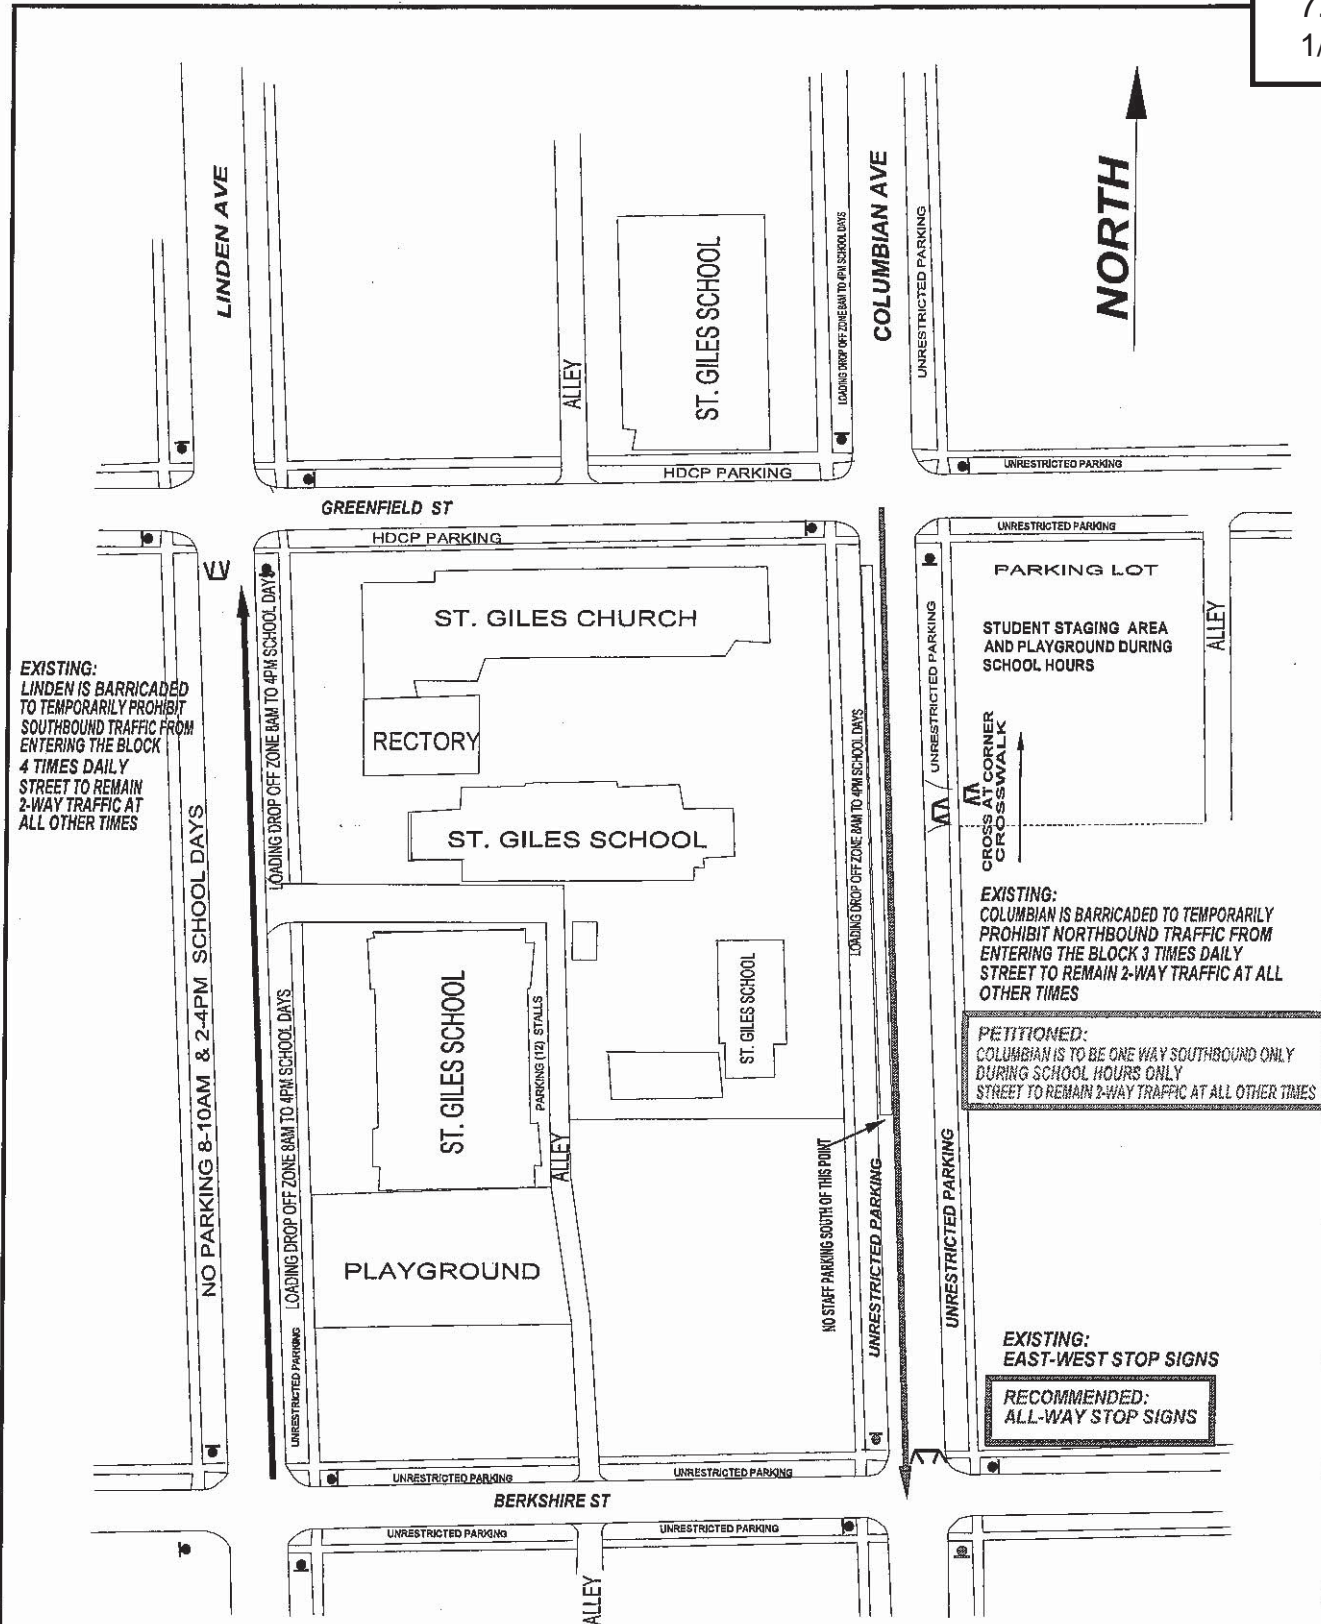 7.
1/
LINDEN AVE
ALLEY
ST. GILES SCHOOL
LOADING DROP OFF ZONE 8AM TO 4PM SCHOOL DAYS
COLUMBIAN AVE
UNRESTRICTED PARKING
NORTH
HDCP PARKING
UNRESTRICTED PARKING
GREENFIELD ST
HDCP PARKING
UNRESTRICTED PARKING
PARKING LOT
STUDENT STAGING AREA
AND PLAYGROUND DURING
SCHOOL HOURS
ALLEY
ST. GILES CHURCH
RECTORY
ST. GILES SCHOOL
LOADING DROP OFF ZONE 8AM TO 4PM SCHOOL DAYS
EXISTING:
LINDEN IS BARRICADED
TO TEMPORARILY PROHIBIT
SOUTHBOUND TRAFFIC FROM
ENTERING THE BLOCK
4 TIMES DAILY
STREET TO REMAIN
2-WAY TRAFFIC AT
ALL OTHER TIMES
NO PARKING 8-10AM & 2-4PM SCHOOL DAYS
LOADING DROP OFF ZONE 8AM TO 4PM SCHOOL DAYS
UNRESTRICTED PARKING
CROSS AT CORNER
CROSSWALK
EXISTING:
COLUMBIAN IS BARRICADED TO TEMPORARILY
PROHIBIT NORTHBOUND TRAFFIC FROM
ENTERING THE BLOCK 3 TIMES DAILY
STREET TO REMAIN 2-WAY TRAFFIC AT ALL
OTHER TIMES
PETITIONED:
COLUMBIAN IS TO BE ONE WAY SOUTHBOUND ONLY
DURING SCHOOL HOURS ONLY
STREET TO REMAIN 2-WAY TRAFFIC AT ALL OTHER TIMES
LOADING DROP OFF ZONE 8AM TO 4PM SCHOOL DAYS
ST. GILES SCHOOL
PARKING (12) STALLS
ALLEY
ST. GILES SCHOOL
NO STAFF PARKING SOUTH OF THIS POINT
PLAYGROUND
UNRESTRICTED PARKING
UNRESTRICTED PARKING
UNRESTRICTED PARKING
EXISTING:
EAST-WEST STOP SIGNS
RECOMMENDED:
ALL-WAY STOP SIGNS
UNRESTRICTED PARKING
UNRESTRICTED PARKING
BERKSHIRE ST
UNRESTRICTED PARKING
UNRESTRICTED PARKING
ALLEY